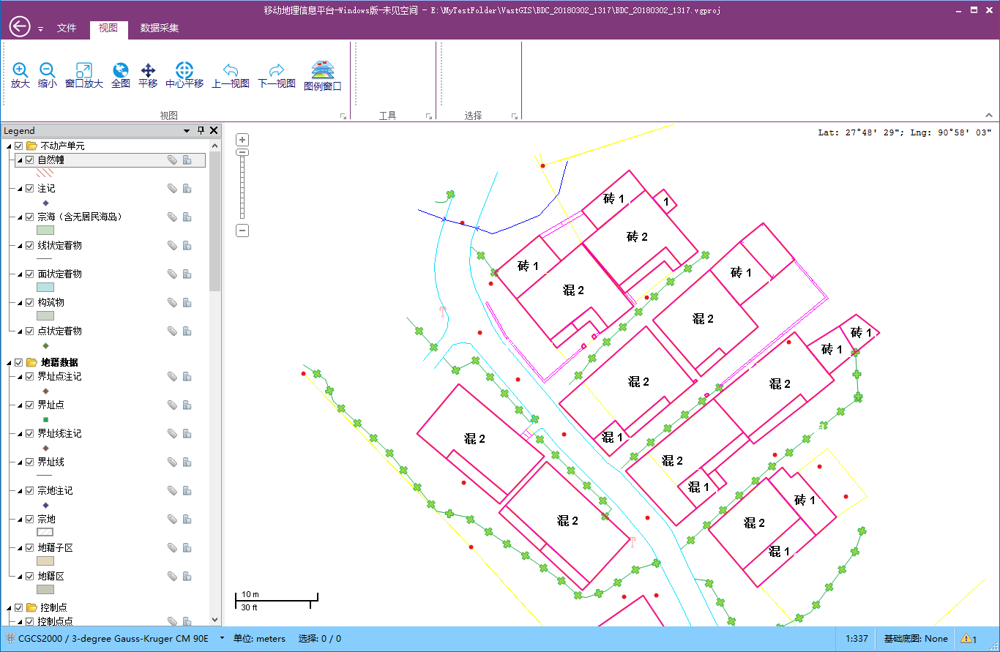 移动地理信息平台-Windows版-未见空间 - E:\MyTestFolder\VastGIS\BDC_20180302_1317\BDC_20180302_1317.vgproj
文件 视图 数据采集
放大 缩小 窗口放大 全图 平移 中心平移 上一视图 下一视图 图例窗口
视图 工具 选择
Legend
不动产单元
自然幢
注记
宗海（含无居民海岛）
线状定着物
面状定着物
构筑物
点状定着物
地籍数据
界址点注记
界址点
界址线注记
界址线
宗地注记
宗地
地籍子区
地籍区
控制点
控制点点
Lat: 27°48' 29"; Lng: 90°58' 03"
砖 1
1
砖 2
砖 1
混 2
砖 1
混 2
砖 1
砖 1
混 2
混 2
混 2
混 1
混 2
混 1
砖 1
混 2
混 2
混 1
10 m
30 ft
CGCS2000 / 3-degree Gauss-Kruger CM 90E 单位: meters 选择: 0 / 0 1:337 基础底图: None 1